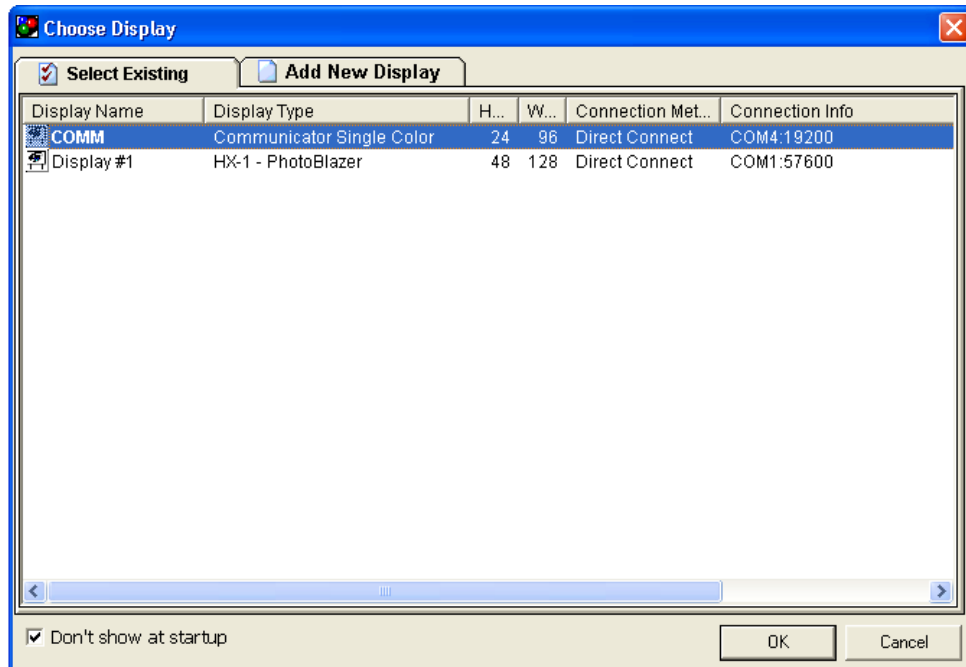 Choose Display
Select Existing Add New Display
Display Name Display Type H... W... Connection Met... Connection Info
COMM Communicator Single Color 24 96 Direct Connect COM4:19200
Display #1 HX-1 - PhotoBlazer 48 128 Direct Connect COM1:57600
Don't show at startup OK Cancel